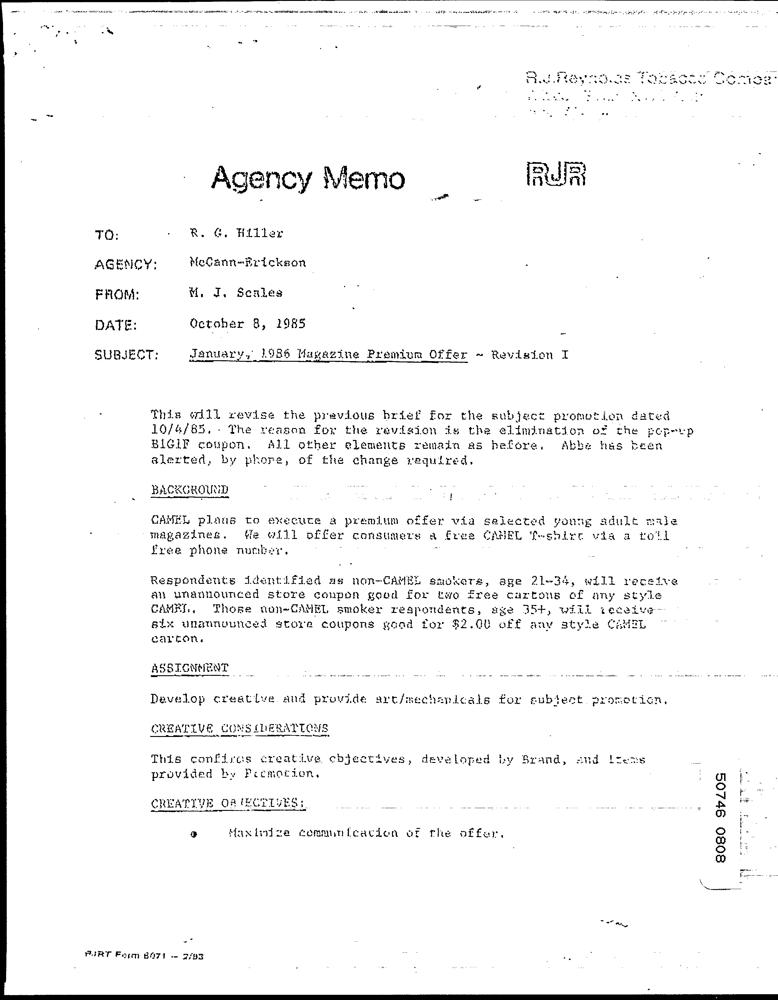 R.J.Reynolds Tobacco
Agency Memo
RJR
TO: R. G. Hiller
AGENCY: McCann-Erickson
FROM: M. J. Scales
DATE: October 8, 1985
SUBJECT: January, 1986 Magazine Premium Offer ~ Revision I
This will revise the previous brief for the subject promotion dated
10/4/85. The reason for the revision is the elimination of the pop-up
B1G1F coupon. All other elements remain as before. Abbe has been
alerted, by phone, of the change required.
BACKGROUND
CAMEL plans to execute a premium offer via selected young adult male
magazines. We will offer consumers a free CAMEL T-shirt via a toll
free phone number.
Respondents identified as non-CAMEL smokers, age 21-34, will receive
an unannounced store coupon good for two free cartons of any style
CAMEL. Those non-CAMEL smoker respondents, age 35+, will receive
six unannounced store coupons good for $2.00 off any style CAMEL
carton.
ASSIGNMENT
Develop creative and provide art/mechanicals for subject promotion.
CREATIVE CONSIDERATIONS
This confirms creative objectives, developed by Brand, and items
provided by Promotion.
CREATIVE OBJECTIVES:
• Maximize communication of the offer.
50746 0808
RJRT Form 6071 -- 2/83